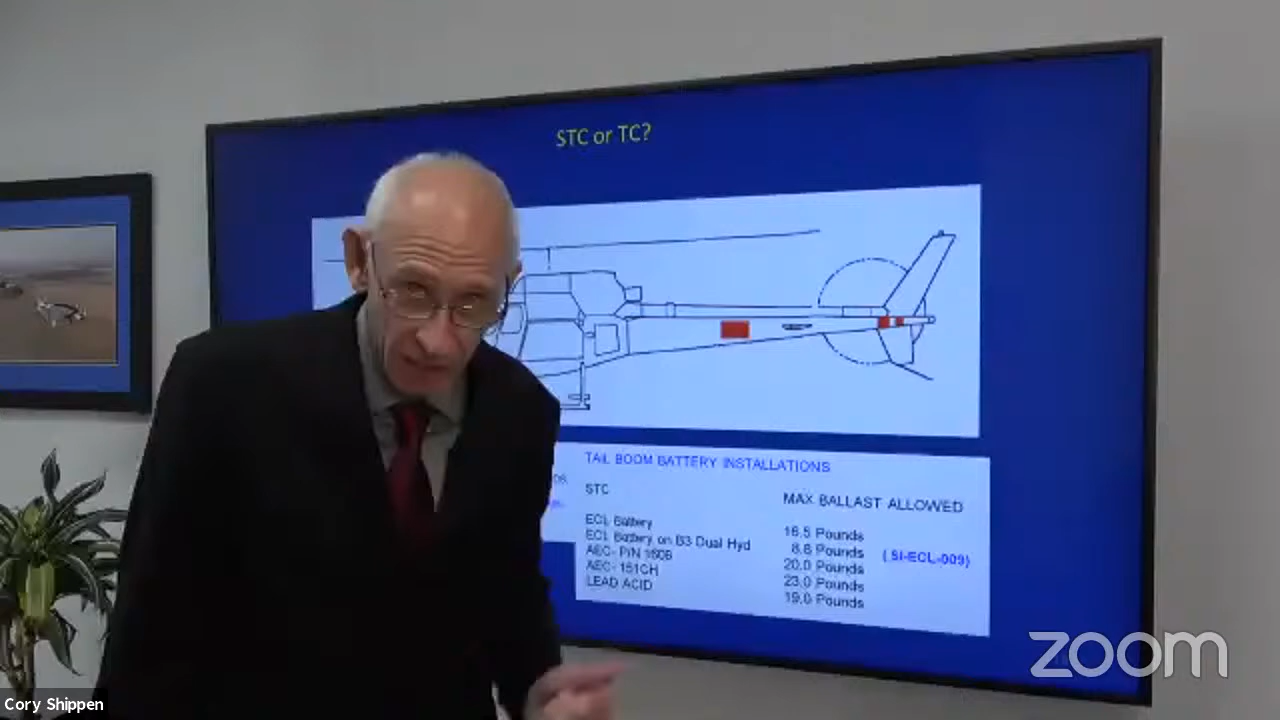 STC or TC?
TAIL BOOM BATTERY INSTALLATIONS
STC MAX BALLAST ALLOWED
ECL Battery 16.5 Pounds
ECL Battery on B3 Dual Hyd 8.8 Pounds (SI-ECL-009)
AEC- P/N 1606 20.0 Pounds
AEC- 151CH 23.0 Pounds
LEAD ACID 19.0 Pounds
zoom
Cory Shippen